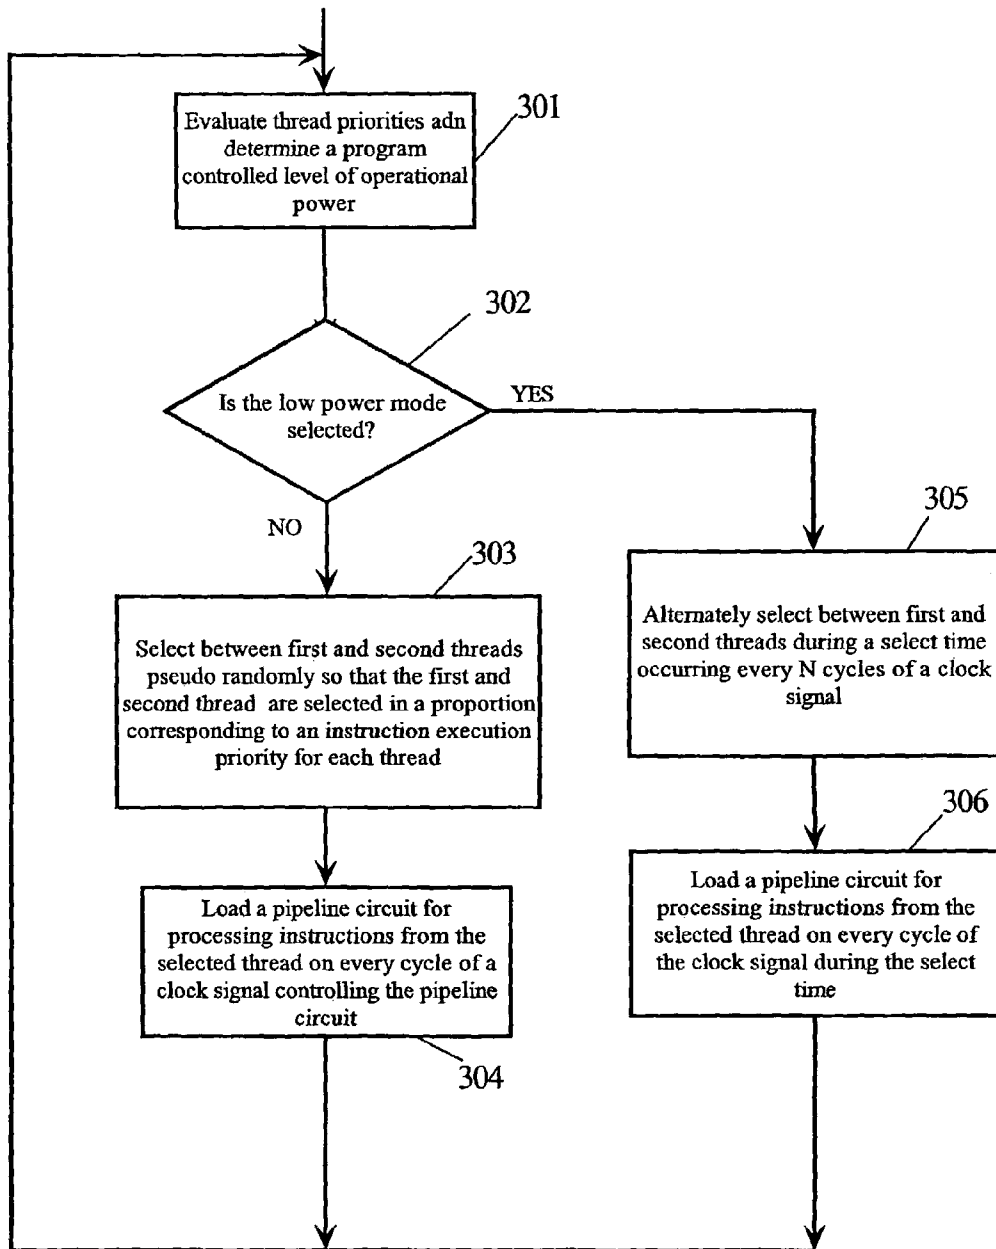 301
Evaluate thread priorities adn
determine a program
controlled level of operational
power
302
Is the low power mode
selected?
YES
NO
303
Select between first and second threads
pseudo randomly so that the first and
second thread are selected in a proportion
corresponding to an instruction execution
priority for each thread
304
Load a pipeline circuit for
processing instructions from the
selected thread on every cycle of a
clock signal controlling the pipeline
circuit
305
Alternately select between first and
second threads during a select time
occurring every N cycles of a clock
signal
306
Load a pipeline circuit for
processing instructions from the
selected thread on every cycle of
the clock signal during the select
time